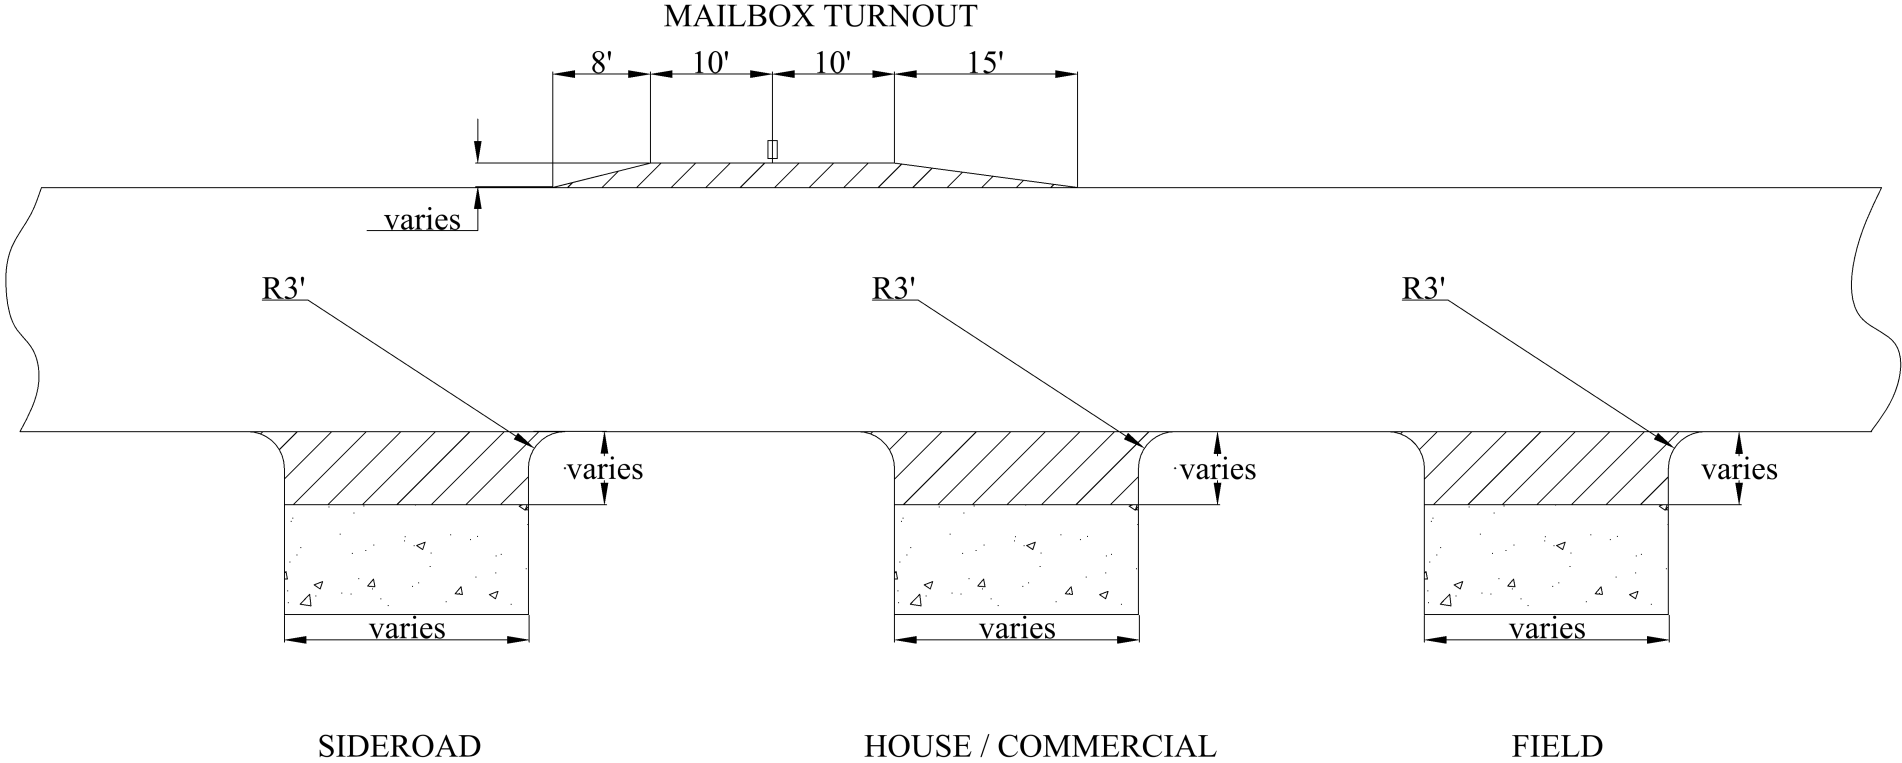 MAILBOX TURNOUT
8' 10' 10' 15'
varies
R3' R3' R3'
varies varies varies
varies varies varies
SIDEROAD HOUSE / COMMERCIAL FIELD